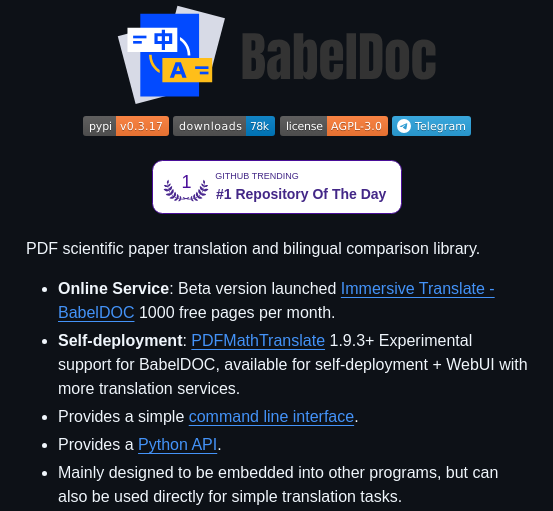 中
A
BabelDoc
pypi v0.3.17 downloads 78k license AGPL-3.0 Telegram
1
GITHUB TRENDING
#1 Repository Of The Day
PDF scientific paper translation and bilingual comparison library.
• Online Service: Beta version launched Immersive Translate -
BabelDOC 1000 free pages per month.
• Self-deployment: PDFMathTranslate 1.9.3+ Experimental
support for BabelDOC, available for self-deployment + WebUI with
more translation services.
• Provides a simple command line interface.
• Provides a Python API.
• Mainly designed to be embedded into other programs, but can
also be used directly for simple translation tasks.